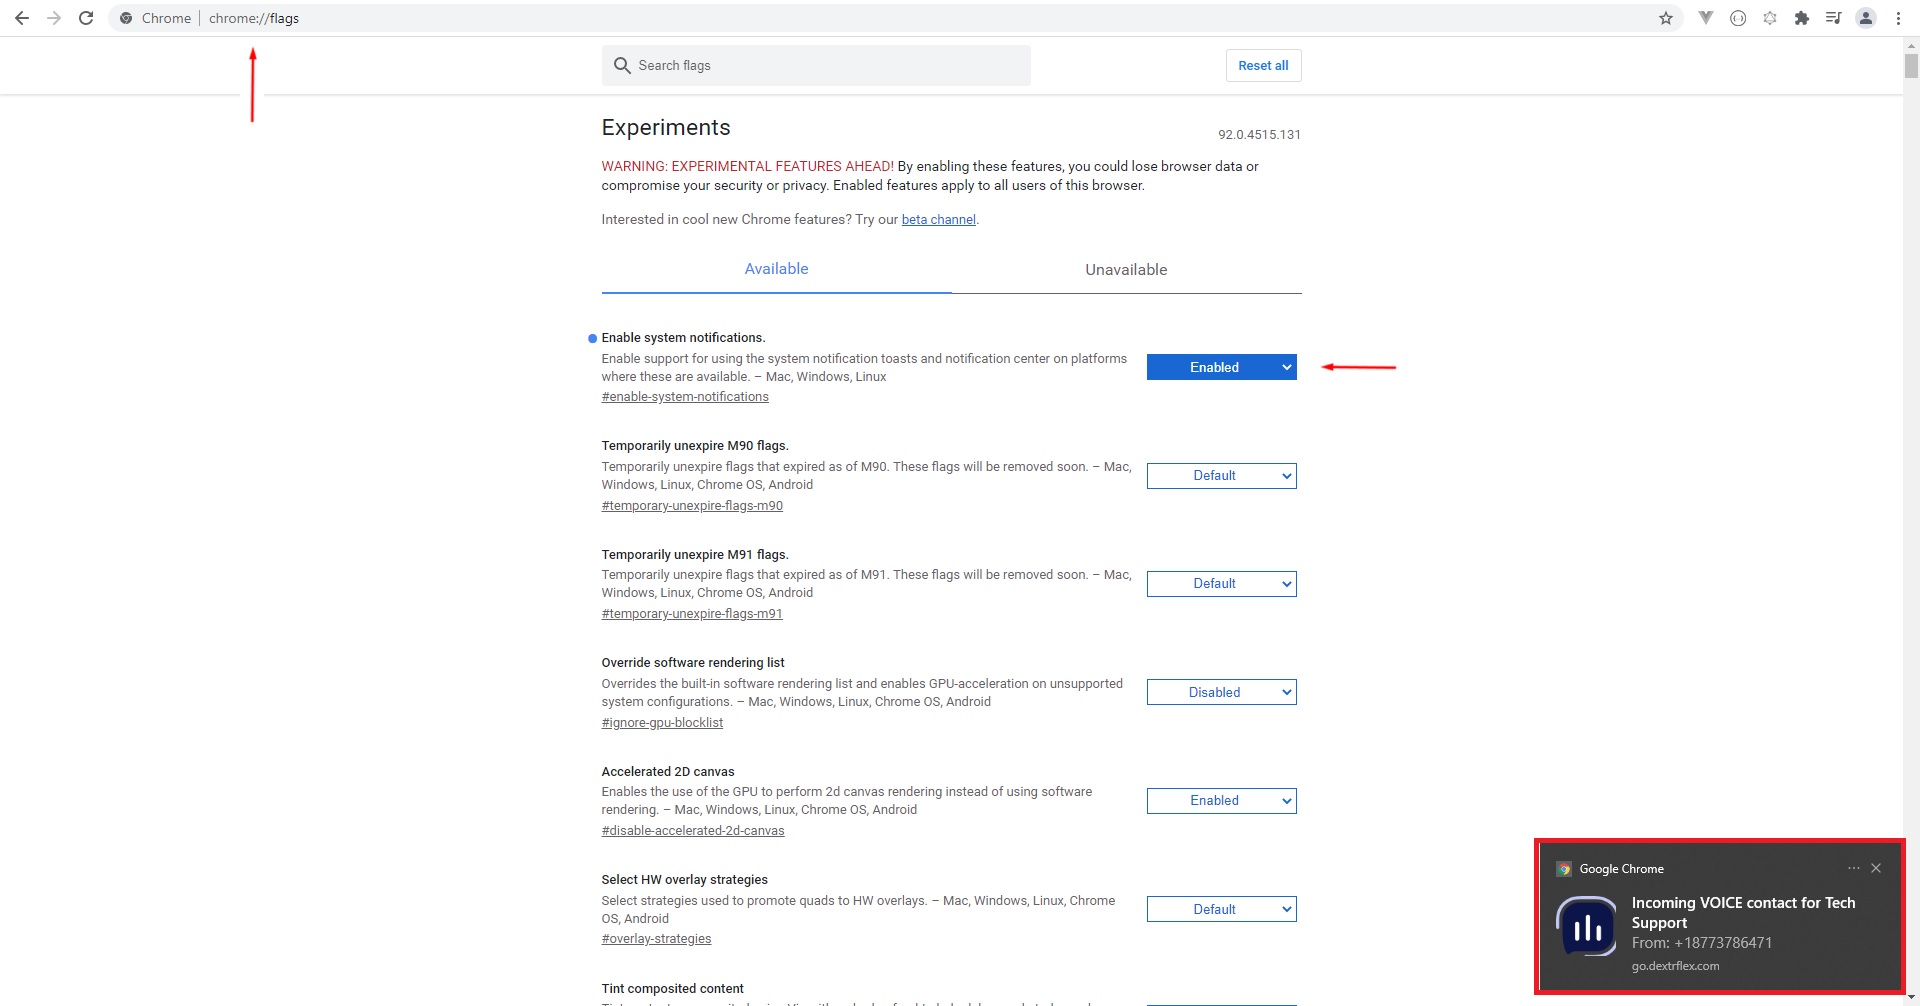 Chrome chrome://flags
Search flags
Reset all
Experiments
92.0.4515.131
WARNING: EXPERIMENTAL FEATURES AHEAD! By enabling these features, you could lose browser data or
compromise your security or privacy. Enabled features apply to all users of this browser.
Interested in cool new Chrome features? Try our beta channel.
Available
Unavailable
Enable system notifications.
Enable support for using the system notification toasts and notification center on platforms
where these are available. – Mac, Windows, Linux
#enable-system-notifications
Enabled
Temporarily unexpire M90 flags.
Temporarily unexpire flags that expired as of M90. These flags will be removed soon. – Mac,
Windows, Linux, Chrome OS, Android
#temporary-unexpire-flags-m90
Default
Temporarily unexpire M91 flags.
Temporarily unexpire flags that expired as of M91. These flags will be removed soon. – Mac,
Windows, Linux, Chrome OS, Android
#temporary-unexpire-flags-m91
Default
Override software rendering list
Overrides the built-in software rendering list and enables GPU-acceleration on unsupported
system configurations. – Mac, Windows, Linux, Chrome OS, Android
#ignore-gpu-blocklist
Disabled
Accelerated 2D canvas
Enables the use of the GPU to perform 2d canvas rendering instead of using software
rendering. – Mac, Windows, Linux, Chrome OS, Android
#disable-accelerated-2d-canvas
Enabled
Select HW overlay strategies
Select strategies used to promote quads to HW overlays. – Mac, Windows, Linux, Chrome
OS, Android
#overlay-strategies
Default
Tint composited content
Google Chrome
Incoming VOICE contact for Tech
Support
From: +18773786471
go.dextrflex.com